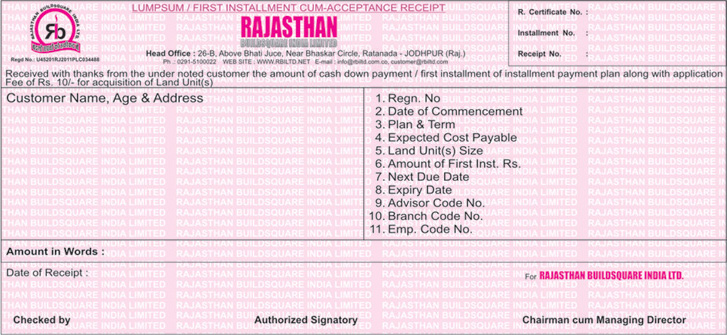 LUMPSUM / FIRST INSTALLMENT CUM-ACCEPTANCE RECEIPT
RAJASTHAN BUILDSQUARE INDIA LTD.
Rb
RAJASTHAN
BUILDSQUARE INDIA LIMITED
Regd No.: U45201RJ2011PLC034488
Head Office : 26-B, Above Bhati Juce, Near Bhaskar Circle, Ratanada - JODHPUR (Raj.)
Ph .: 0291-5100022 WEB SITE : WWW.RBILTD.NET E-mail : info@rbiltd.com.co, customer@rbiltd.com
R. Certificate No. :
Installment No. :
Receipt No. :
Received with thanks from the under noted customer the amount of cash down payment / first installment of installment payment plan along with application
Fee of Rs. 10/- for acquisition of Land Unit(s)
Customer Name, Age & Address
1. Regn. No
2. Date of Commencement
3. Plan & Term
4. Expected Cost Payable
5. Land Unit(s) Size
6. Amount of First Inst. Rs.
7. Next Due Date
8. Expiry Date
9. Advisor Code No.
10. Branch Code No.
11. Emp. Code No.
Amount in Words :
Date of Receipt :
For RAJASTHAN BUILDSQUARE INDIA LTD.
Checked by Authorized Signatory Chairman cum Managing Director